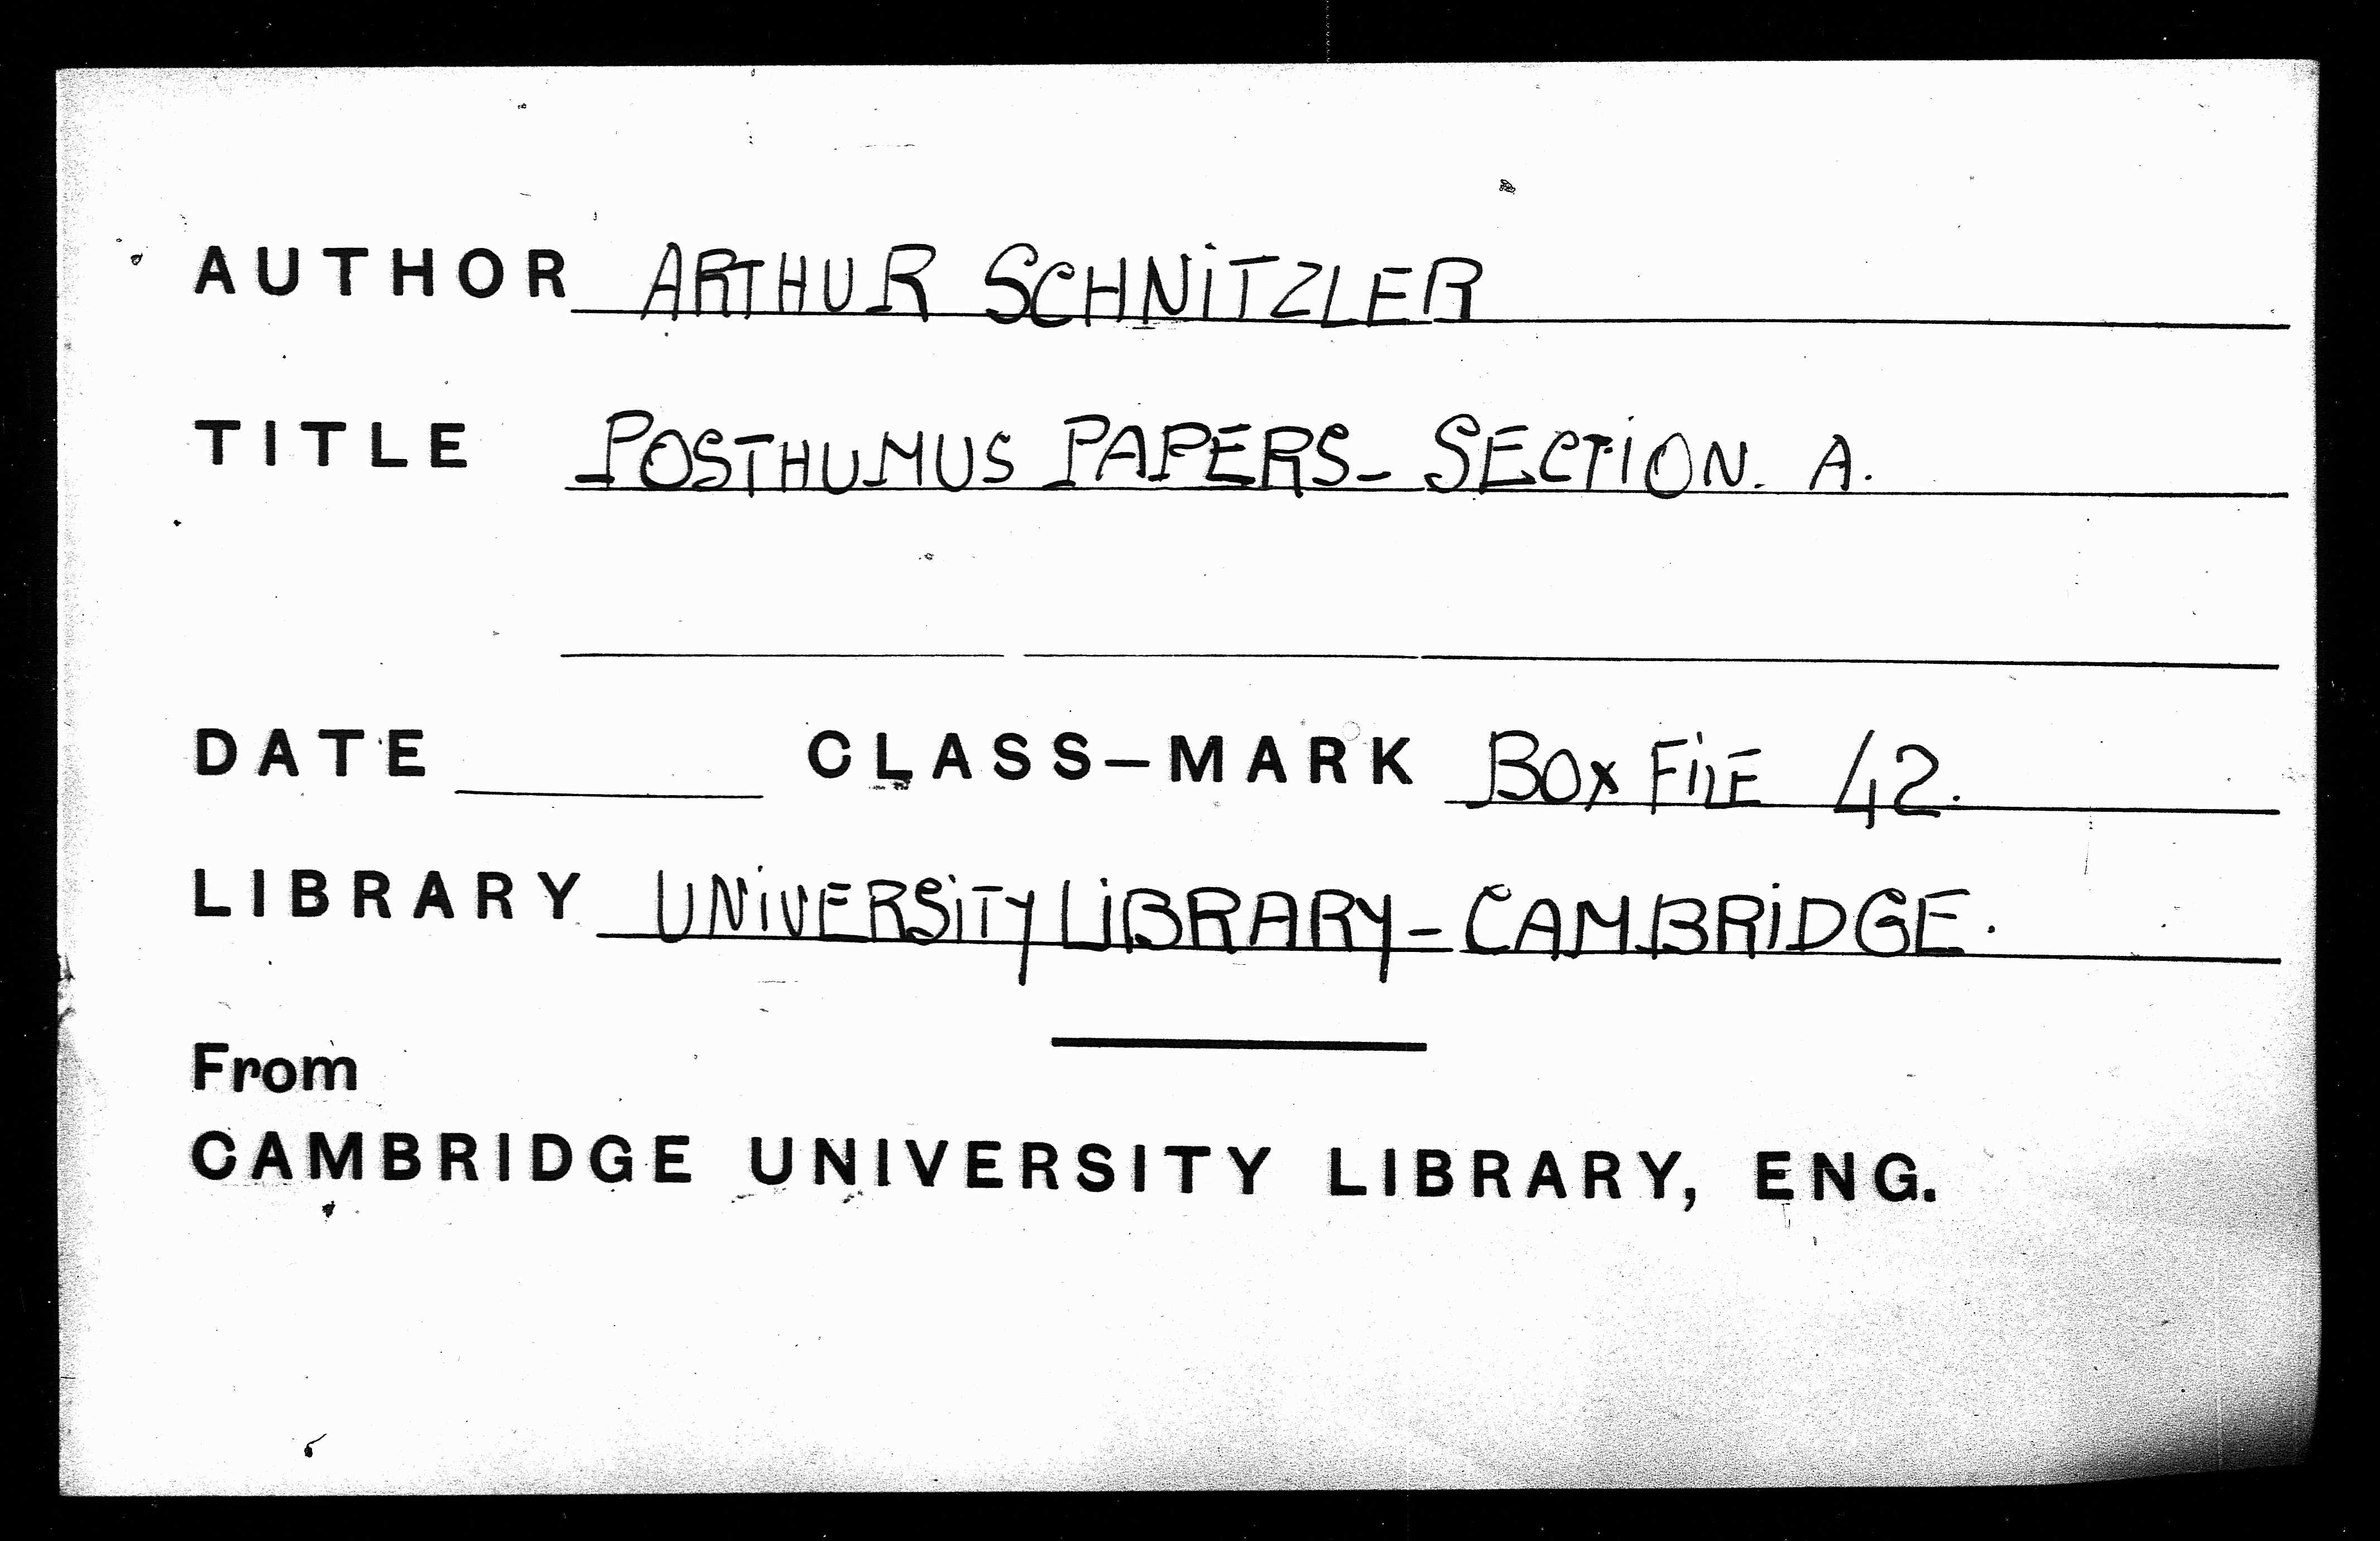 AUTHOR ARTHUR SCHNITZLER
TITLE POSTHUMUS PAPERS- SECTION. A.
DATE CLASS-MARK BOX FILE 42.
LIBRARY UNIVERSITY LIBRARY - CAMBRIDGE.
From
CAMBRIDGE UNIVERSITY LIBRARY, ENG.